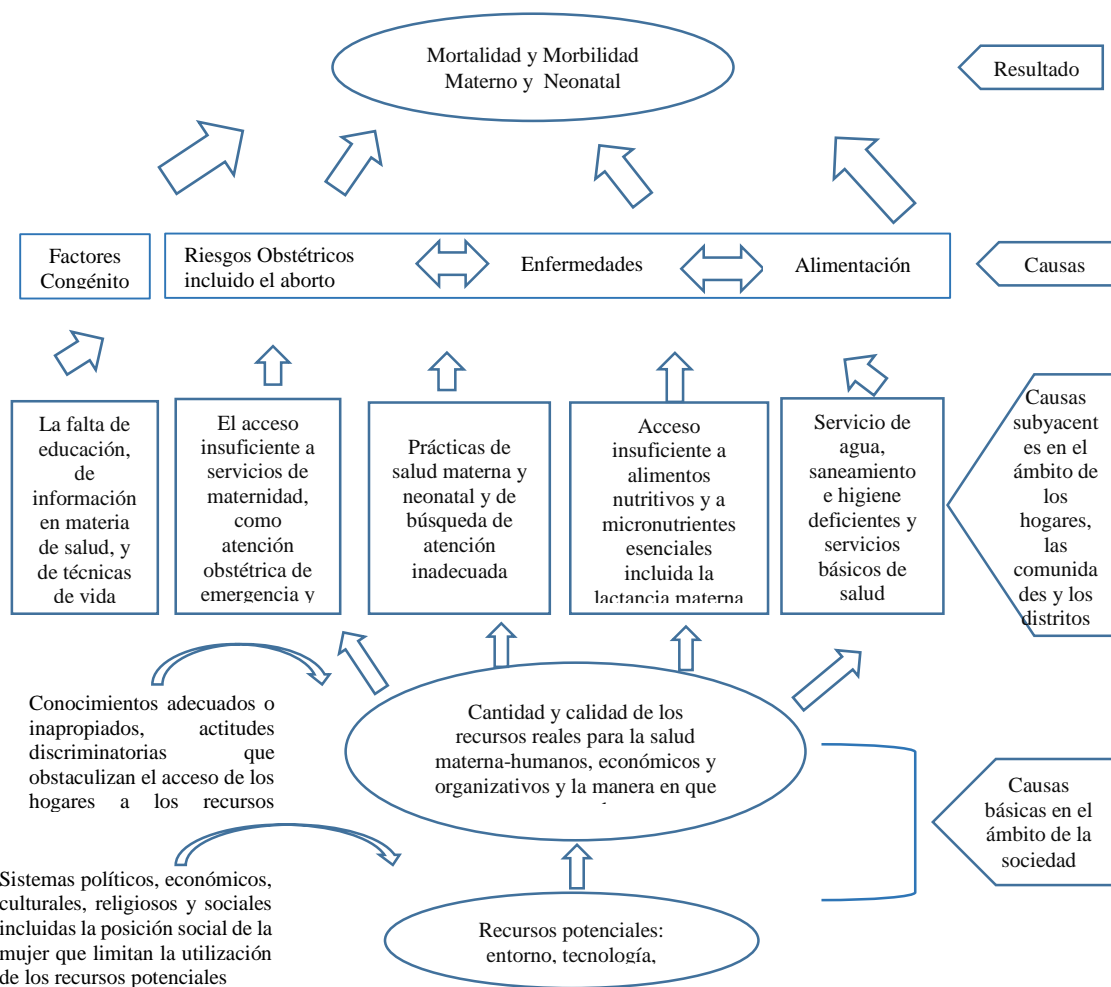 Mortalidad y Morbilidad
Materno y Neonatal
Resultado
Factores
Congénito
Riesgos Obstétricos
incluido el aborto
Enfermedades
Alimentación
Causas
La falta de
educación,
de
información
en materia
de salud, y
de técnicas
de vida
El acceso
insuficiente a
servicios de
maternidad,
como
atención
obstétrica de
emergencia y
Prácticas de
salud materna y
neonatal y de
búsqueda de
atención
inadecuada
Acceso
insuficiente a
alimentos
nutritivos y a
micronutrientes
esenciales
incluida la
lactancia materna
Servicio de
agua,
saneamiento
e higiene
deficientes y
servicios
básicos de
salud
Causas
subyacent
es en el
ámbito de
los
hogares,
las
comunida
des y los
distritos
Conocimientos adecuados o
inapropiados, actitudes
discriminatorias que
obstaculizan el acceso de los
hogares a los recursos
Cantidad y calidad de los
recursos reales para la salud
materna-humanos, económicos y
organizativos y la manera en que
Causas
básicas en el
ámbito de la
sociedad
Sistemas políticos, económicos,
culturales, religiosos y sociales
incluidas la posición social de la
mujer que limitan la utilización
de los recursos potenciales
Recursos potenciales:
entorno, tecnología,